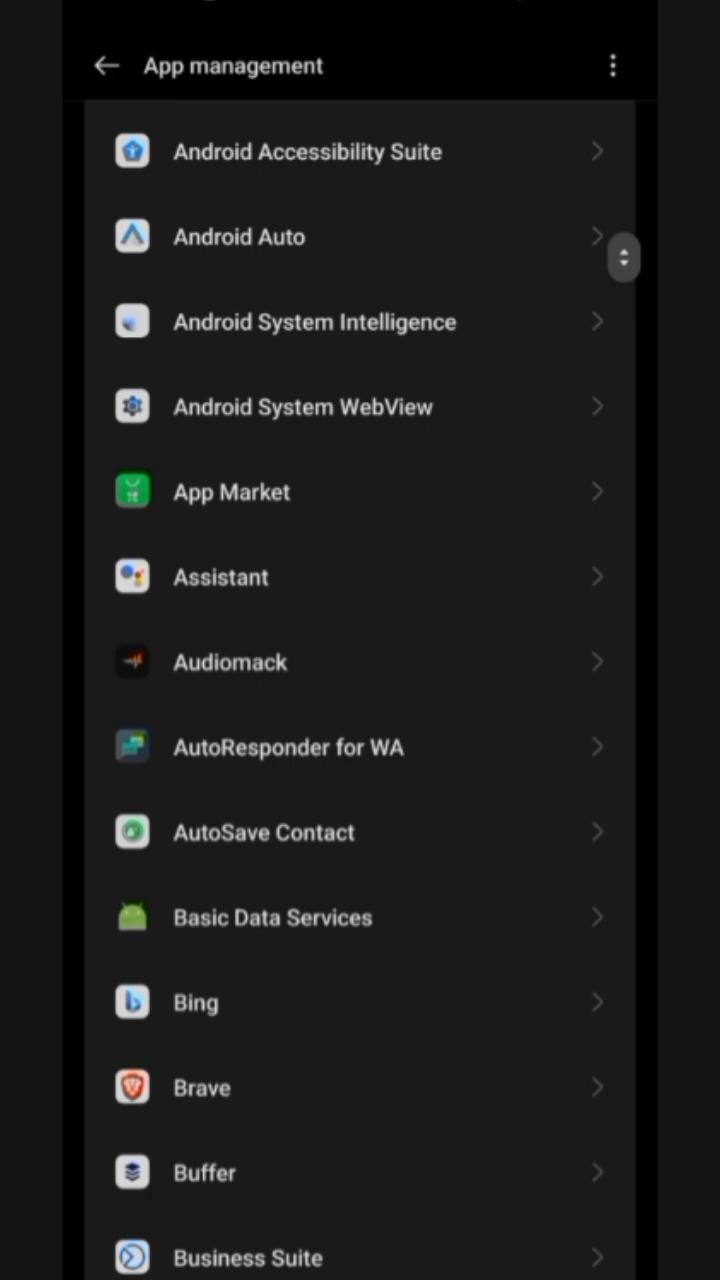 App management
Android Accessibility Suite
Android Auto
Android System Intelligence
Android System WebView
App Market
Assistant
Audiomack
AutoResponder for WA
AutoSave Contact
Basic Data Services
Bing
Brave
Buffer
Business Suite